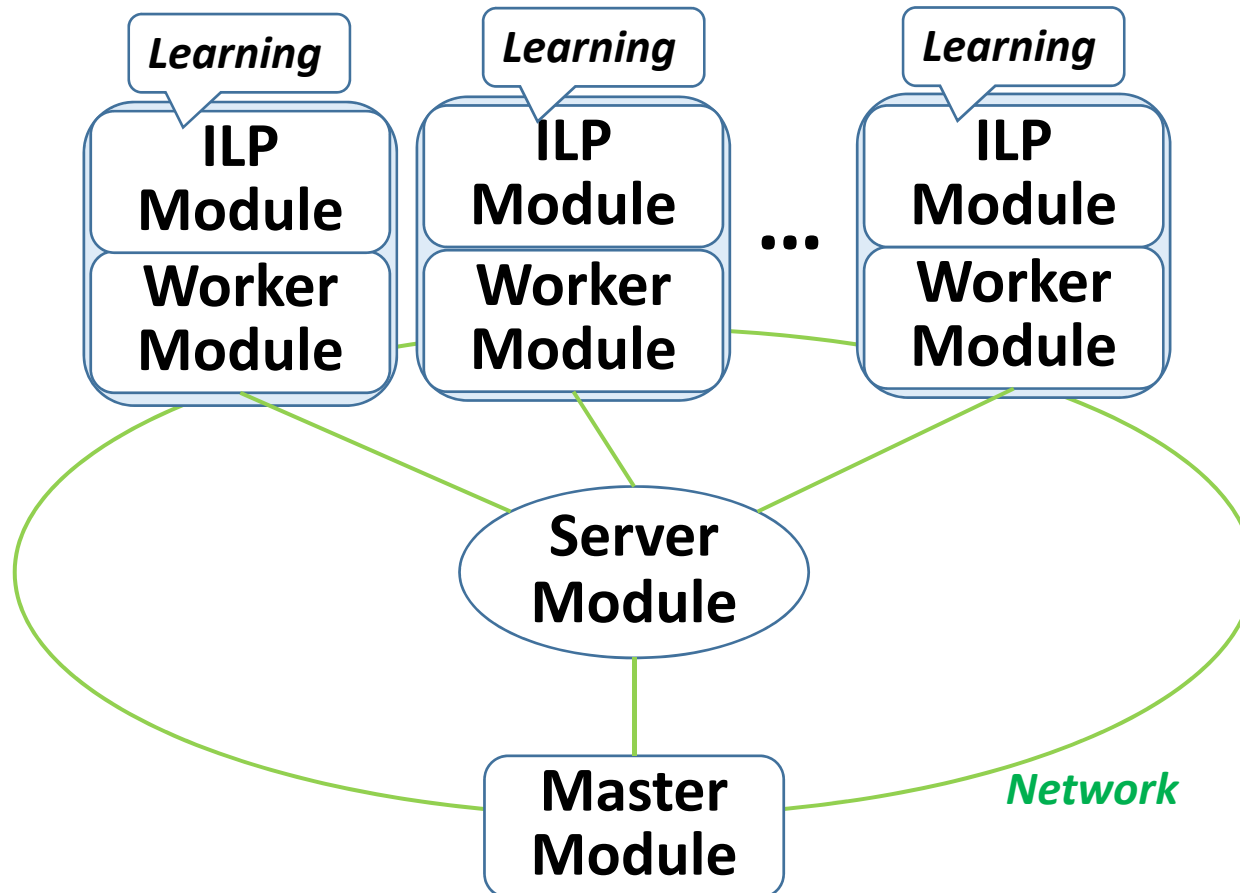 Learning
Learning
Learning
ILP
Module
ILP
Module
...
ILP
Module
Worker
Module
Worker
Module
Worker
Module
Server
Module
Master
Module
Network